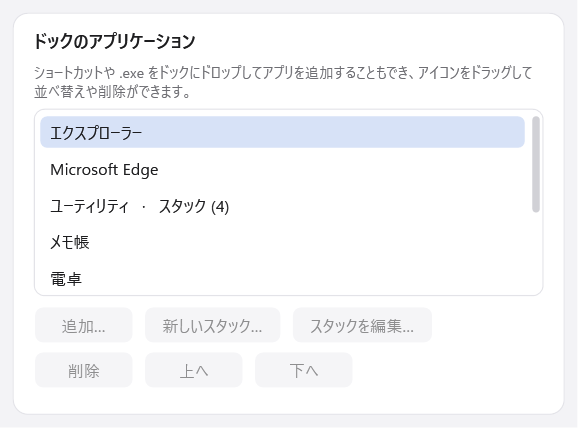 ドックのアプリケーション
ショートカットや .exe をドックにドロップしてアプリを追加することもでき、アイコンをドラッグして
並べ替えや削除ができます。
エクスプローラー
Microsoft Edge
ユーティリティ · スタック (4)
メモ帳
電卓
追加... 新しいスタック... スタックを編集...
削除 上へ 下へ